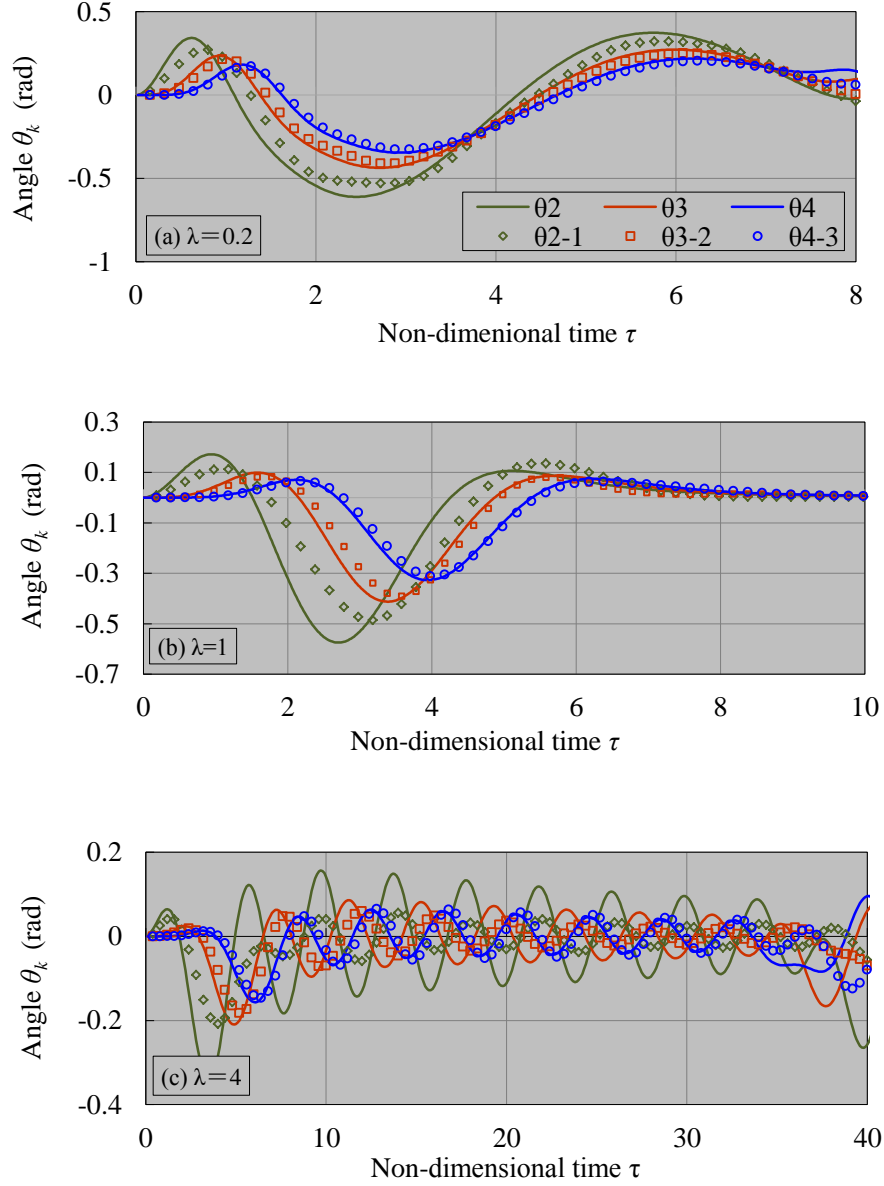 0.5
0
-0.5
-1
Angle θk (rad)
(a) λ=0.2
θ2 θ3 θ4
θ2-1 θ3-2 θ4-3
0 2 4 6 8
Non-dimenional time τ
0.3
0.1
-0.1
-0.3
-0.5
-0.7
Angle θk (rad)
(b) λ=1
0 2 4 6 8 10
Non-dimensional time τ
0.2
0
-0.2
-0.4
Angle θk (rad)
(c) λ=4
0 10 20 30 40
Non-dimensional time τ